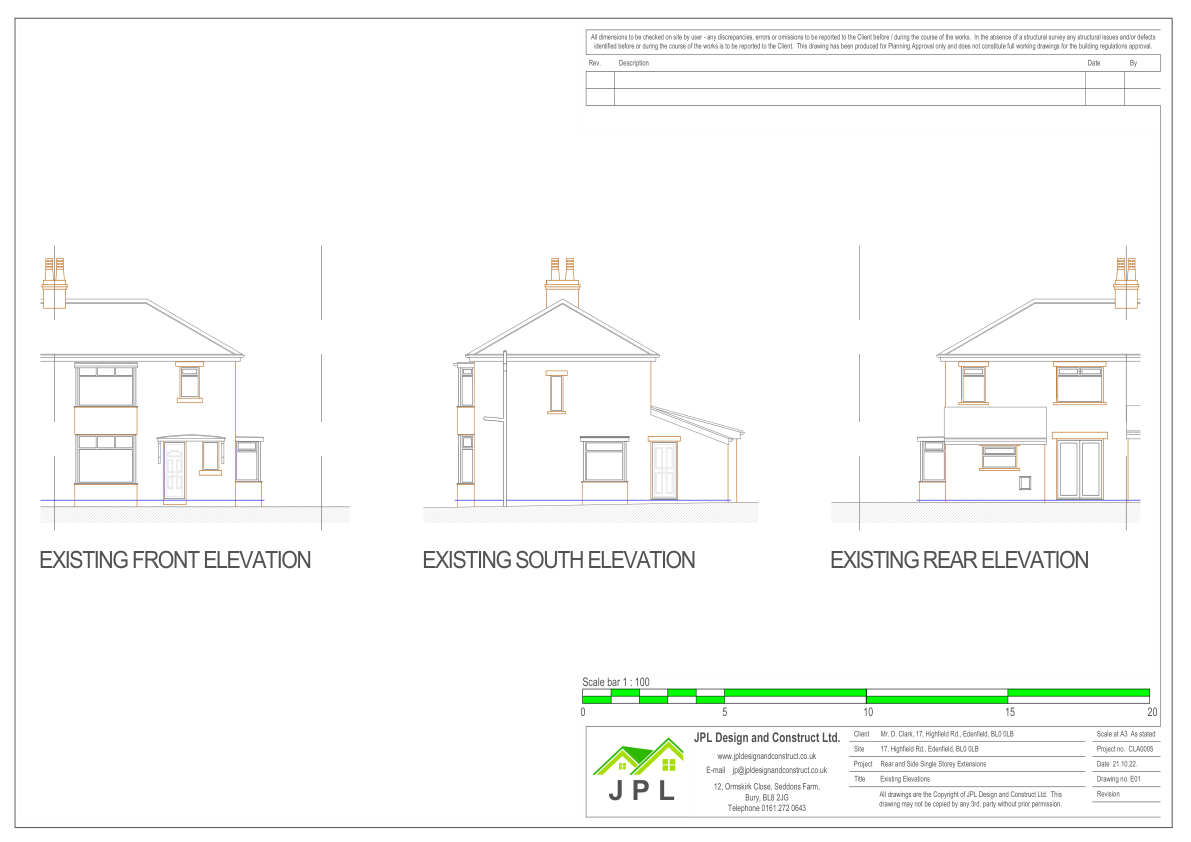 All dimensions to be checked on site by user - any discrepancies, errors or omissions to be reported to the Client before / during the course of the works. In the absence of a structural survey any structural issues and/or defects
identified before or during the course of the works is to be reported to the Client. This drawing has been produced for Planning Approval only and does not constitute full working drawings for the building regulations approval.
Rev. Description Date By
EXISTING FRONT ELEVATION
EXISTING SOUTH ELEVATION
EXISTING REAR ELEVATION
Scale bar 1 : 100
0 5 10 15 20
JPL
JPL Design and Construct Ltd.
www.jpldesignandconstruct.co.uk
E-mail jp@jpldesignandconstruct.co.uk
12, Ormskirk Close, Seddons Farm,
Bury, BL8 2JG
Telephone 0161 272 0643
Client Mr. D. Clark, 17, Highfield Rd., Edenfield, BL0 0LB
Site 17, Highfield Rd., Edenfield, BL0 0LB
Project Rear and Side Single Storey Extensions
Title Existing Elevations
All drawings are the Copyright of JPL Design and Construct Ltd. This
drawing may not be copied by any 3rd. party without prior permission.
Scale at A3 As stated
Project no. CLA0005
Date 21.10.22.
Drawing no. E01
Revision